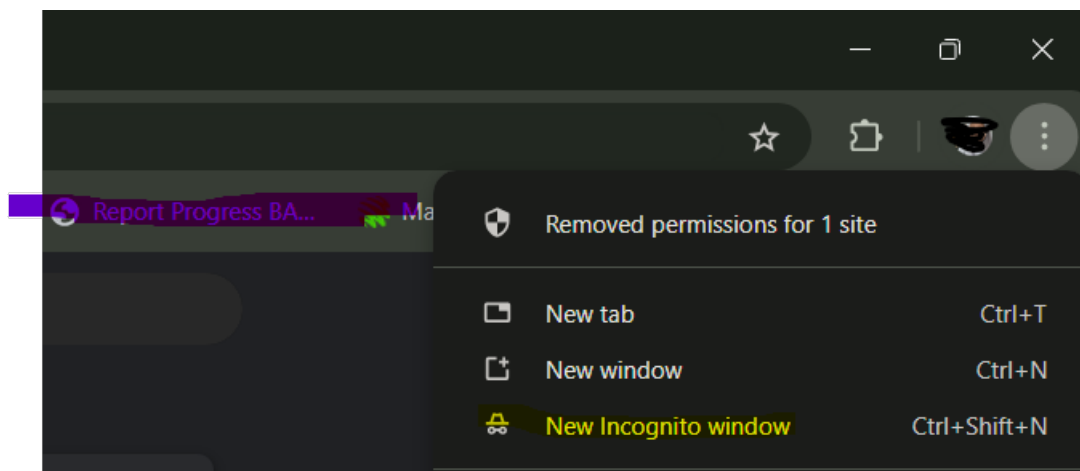 Report Progress BA...
Ma
Removed permissions for 1 site
New tab Ctrl+T
New window Ctrl+N
New Incognito window Ctrl+Shift+N